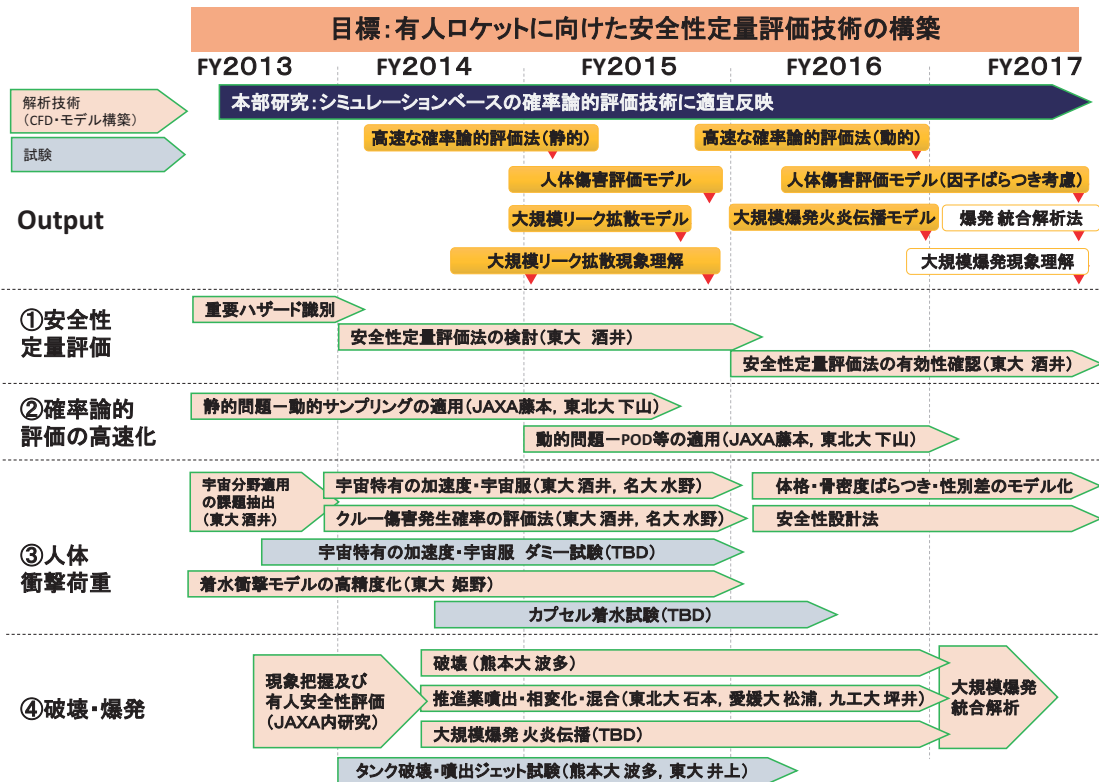 目標：有人ロケットに向けた安全性定量評価技術の構築
FY2013 FY2014 FY2015 FY2016 FY2017
解析技術
（CFD・モデル構築）
試験
本部研究：シミュレーションベースの確率論的評価技術に適宜反映
高速な確率論的評価法（静的）
高速な確率論的評価法（動的）
人体傷害評価モデル
人体傷害評価モデル（因子ばらつき考慮）
Output
大規模リーク拡散モデル
大規模爆発火炎伝播モデル
爆発 統合解析法
大規模リーク拡散現象理解
大規模爆発現象理解
①安全性
定量評価
重要ハザード識別
安全性定量評価法の検討（東大 酒井）
安全性定量評価法の有効性確認（東大 酒井）
②確率論的
評価の高速化
静的問題－動的サンプリングの適用（JAXA藤本，東北大 下山）
動的問題－POD等の適用（JAXA藤本，東北大 下山）
③人体
衝撃荷重
宇宙分野適用
の課題抽出
（東大 酒井）
宇宙特有の加速度・宇宙服（東大 酒井，名大 水野）
体格・骨密度ばらつき・性別差のモデル化
クルー傷害発生確率の評価法（東大 酒井，名大 水野）
安全性設計法
宇宙特有の加速度・宇宙服 ダミー試験（TBD）
着水衝撃モデルの高精度化（東大 姫野）
カプセル着水試験（TBD）
④破壊・爆発
現象把握及び
有人安全性評価
（JAXA内研究）
破壊（熊本大 波多）
推進薬噴出・相変化・混合（東北大 石本，愛媛大 松浦，九工大 坪井）
大規模爆発 火炎伝播（TBD）
大規模爆発
統合解析
タンク破壊・噴出ジェット試験（熊本大 波多，東大 井上）